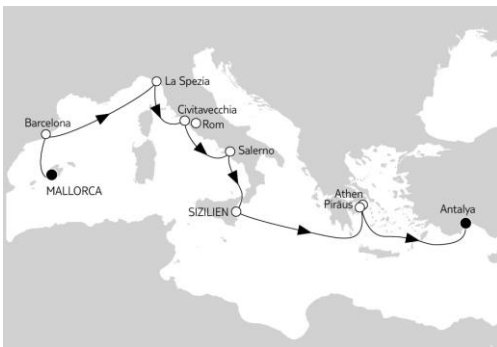 La Spezia
Civitavecchia
Rom
Barcelona
Salerno
MALLORCA
Athen
SIZILIEN
Piräus
Antalya